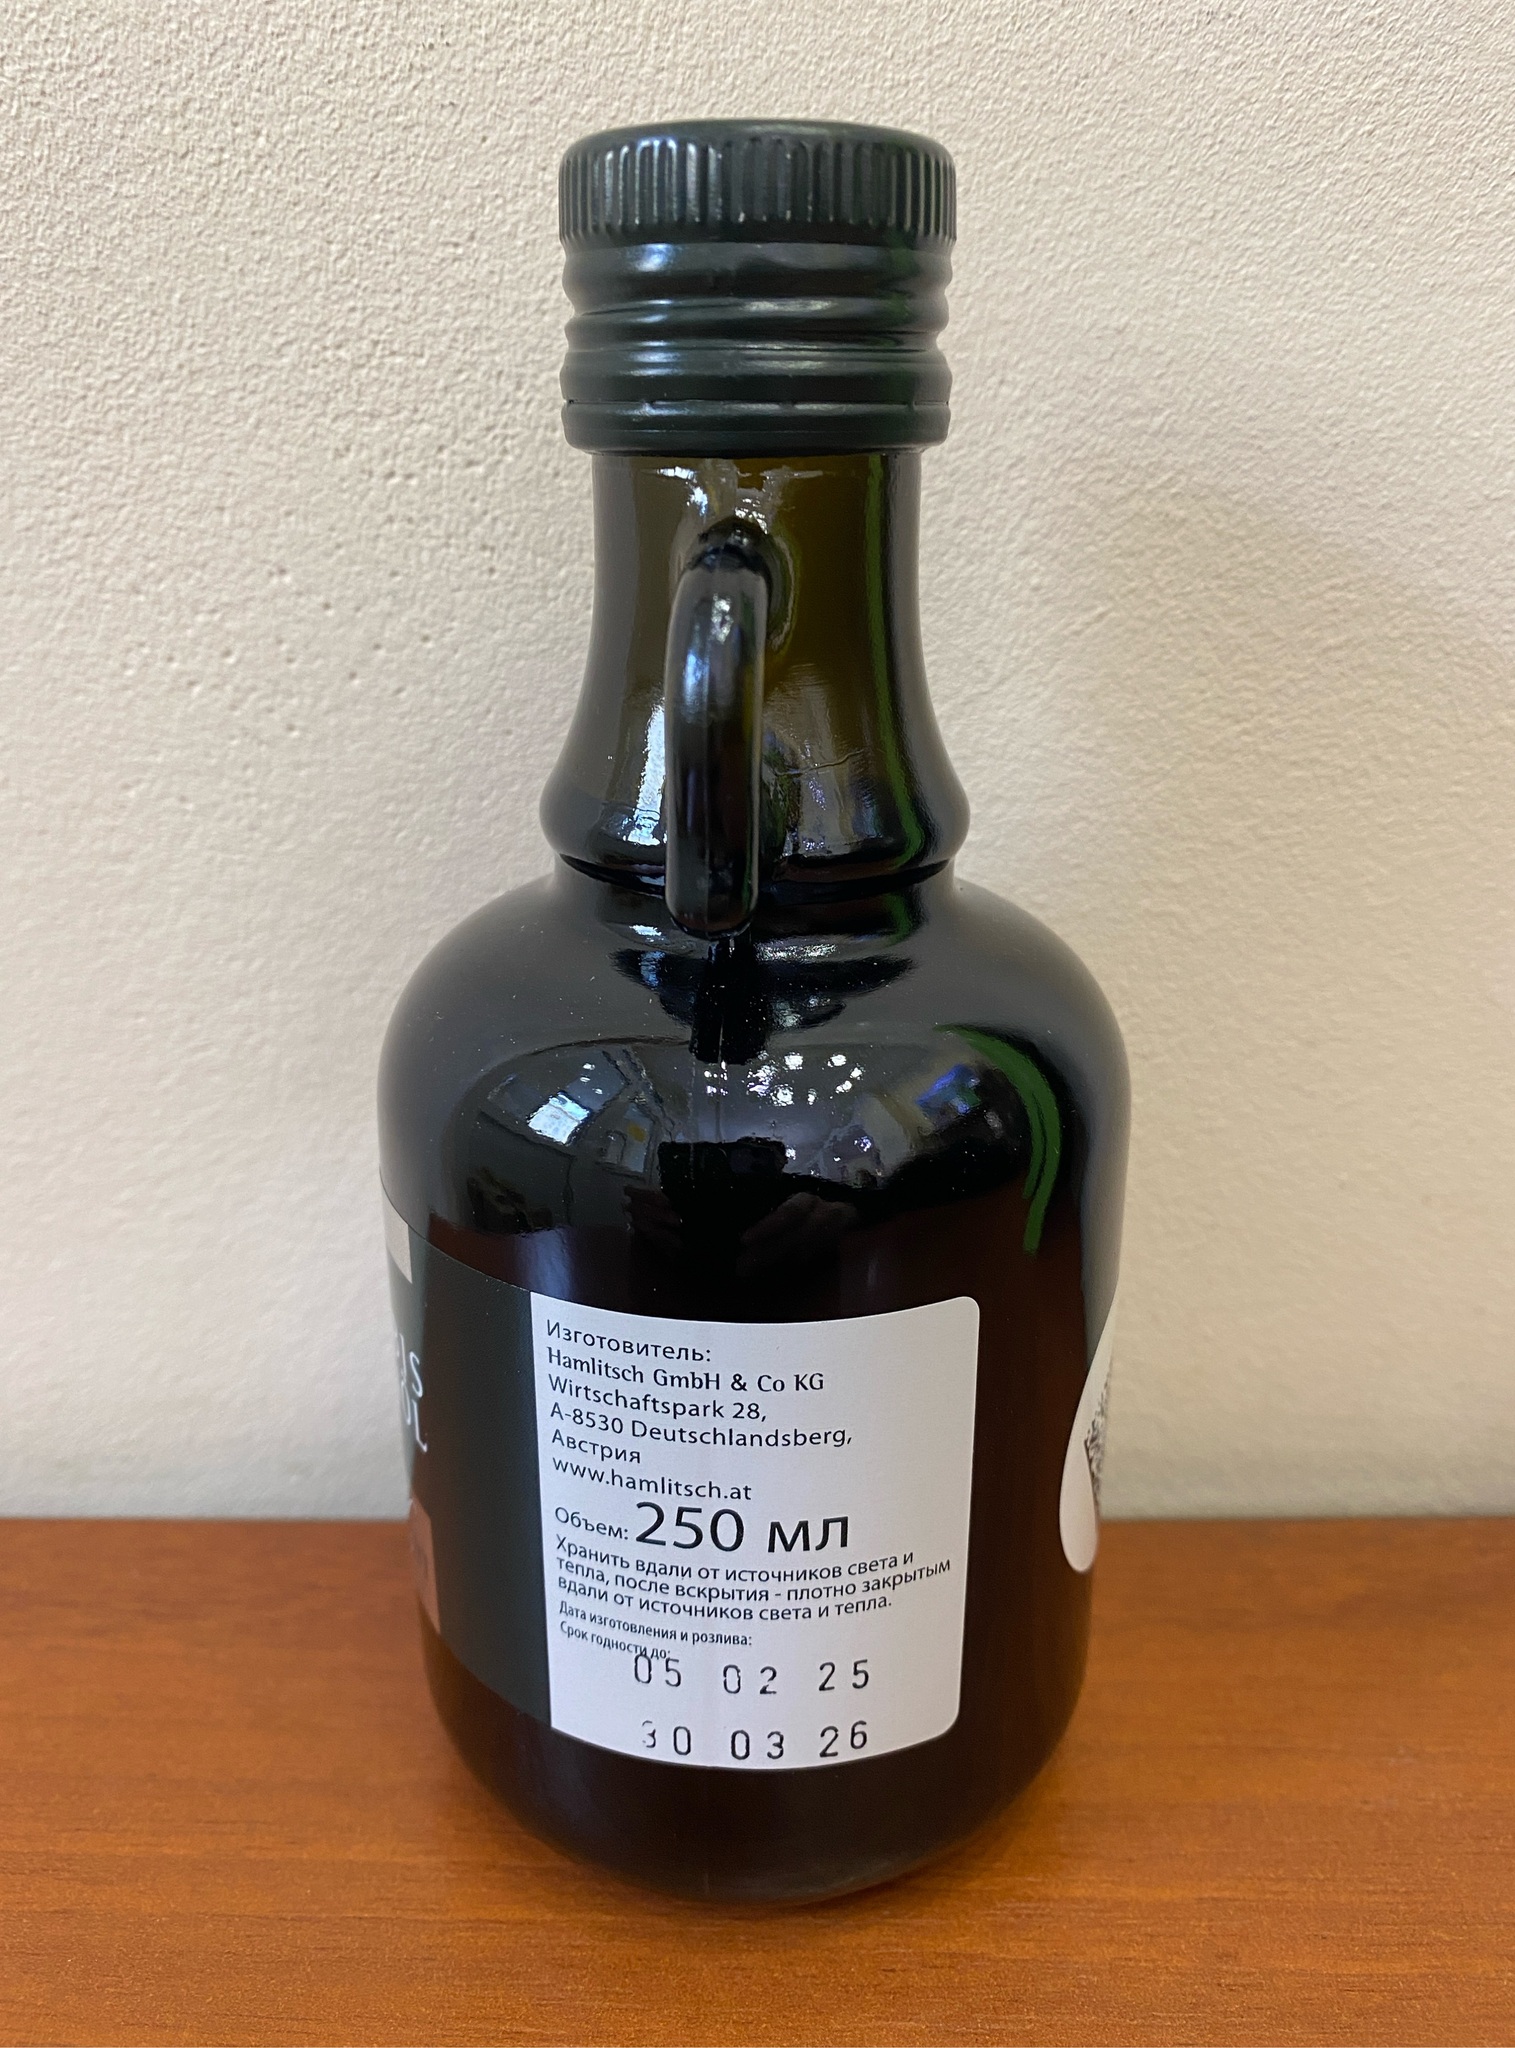 Изготовитель:
Hamlitsch GmbH & Co KG
Wirtschaftspark 28,
A-8530 Deutschlandsberg,
Австрия
www.hamlitsch.at
Объем: 250 мл
Хранить вдали от источников света и
тепла, после вскрытия - плотно закрытым
вдали от источников света и тепла.
Дата изготовления и розлива:
Срок годности до:
05 02 25
30 03 26